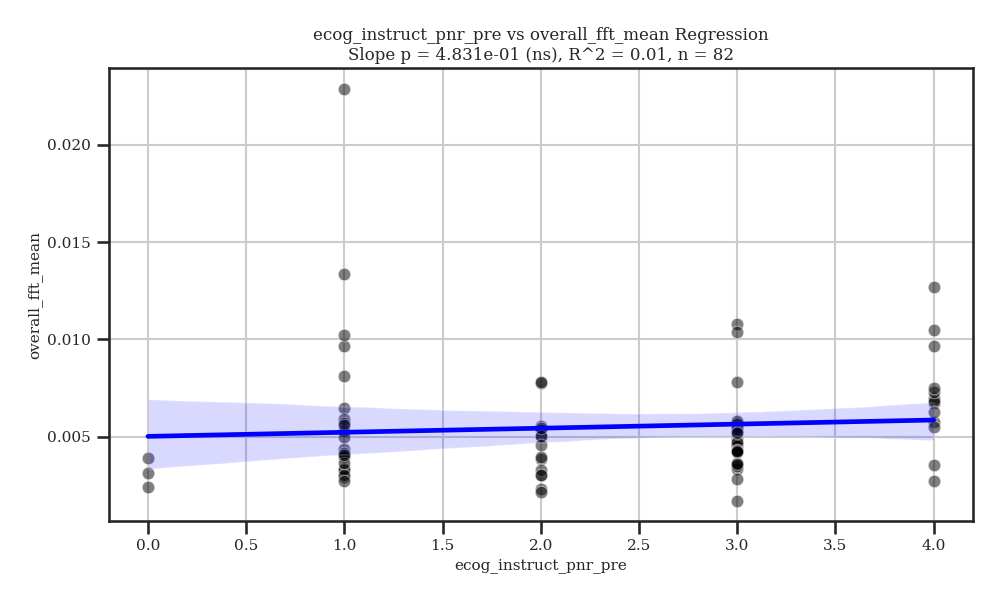 ecog_instruct_pnr_pre vs overall_fft_mean Regression
Slope p = 4.831e-01 (ns), R^2 = 0.01, n = 82
overall_fft_mean
0.020
0.015
0.010
0.005
0.0 0.5 1.0 1.5 2.0 2.5 3.0 3.5 4.0
ecog_instruct_pnr_pre